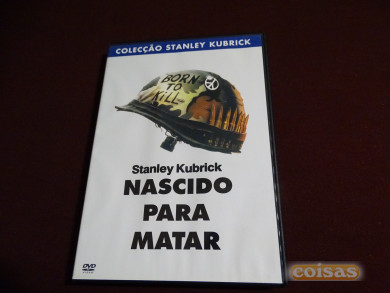 COLECÇÃO STANLEY KUBRICK
BORN
TO
KILL
Stanley Kubrick
NASCIDO
PARA
MATAR
DVD
coisas